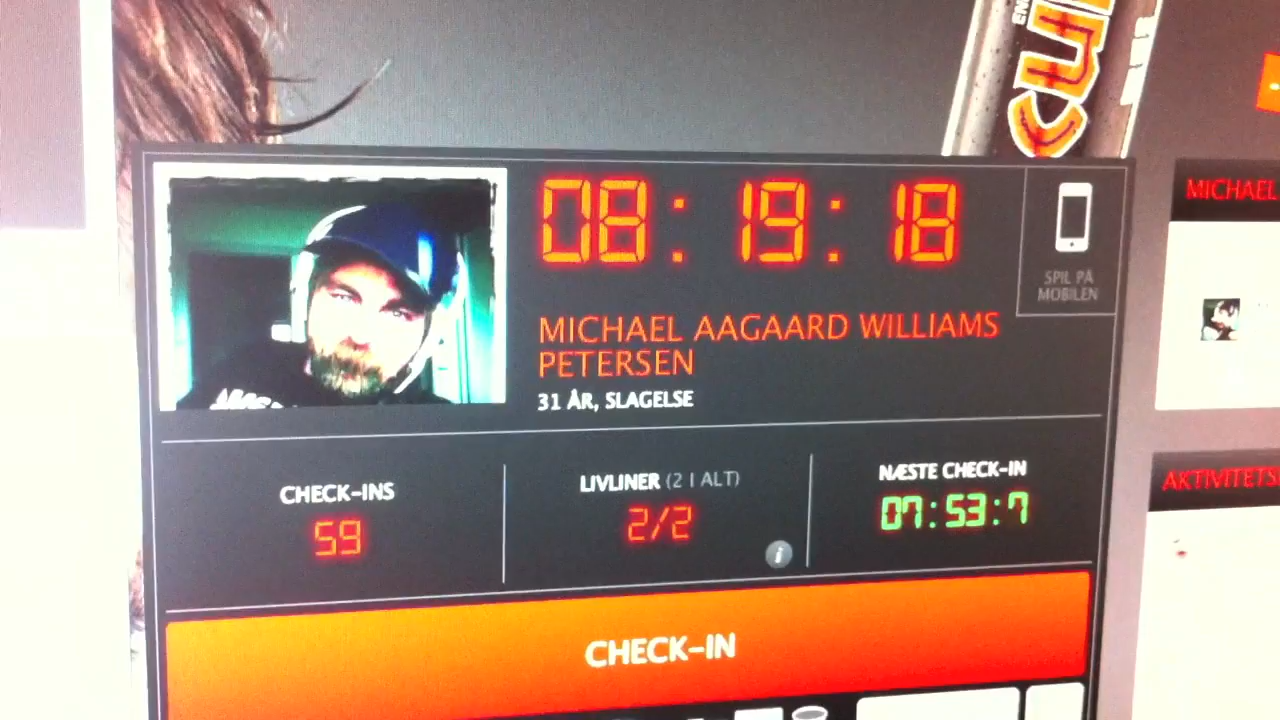 CULT
08:19:18
SPIL PÅ
MOBILEN
MICHAEL
MICHAEL AAGAARD WILLIAMS
PETERSEN
31 ÅR, SLAGELSE
CHECK-INS
59
LIVLINER (2 I ALT)
2/2
i
NÆSTE CHECK-IN
07:53:7
AKTIVITETS
CHECK-IN